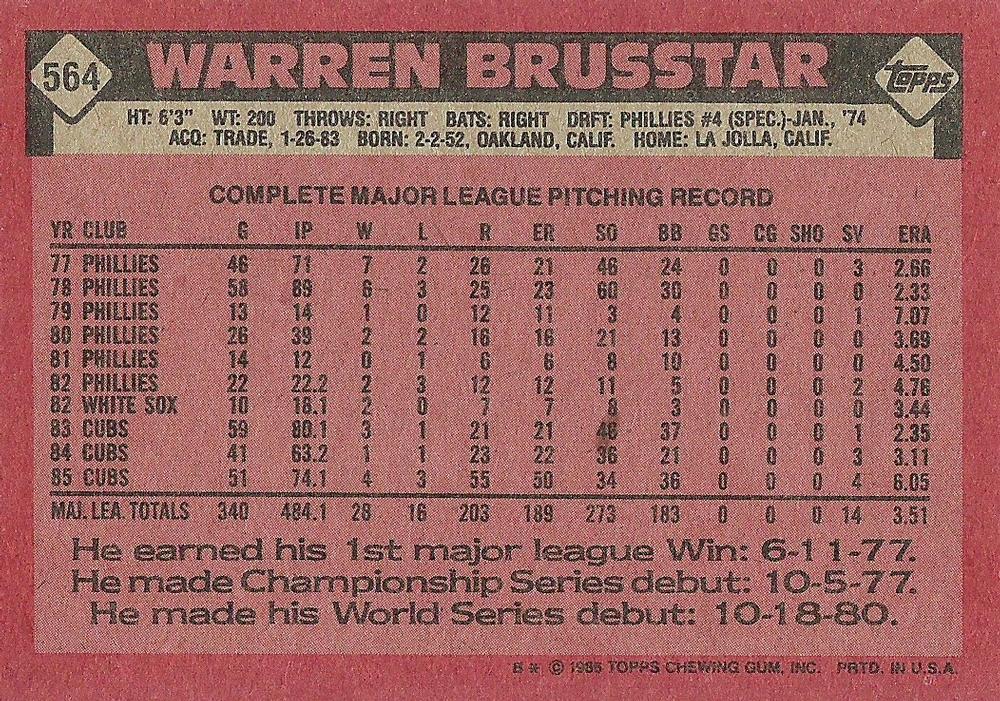 564 WARREN BRUSSTAR topps
HT: 6'3" WT: 200 THROWS: RIGHT BATS: RIGHT DRFT: PHILLIES #4 (SPEC.)-JAN., '74
ACQ: TRADE, 1-26-83 BORN: 2-2-52, OAKLAND, CALIF. HOME: LA JOLLA, CALIF.
COMPLETE MAJOR LEAGUE PITCHING RECORD
YR CLUB G IP W L R ER SO BB GS CG SHO SV ERA
77 PHILLIES 46 71 7 2 26 21 46 24 0 0 0 3 2.66
78 PHILLIES 58 89 6 3 25 23 60 30 0 0 0 0 2.33
79 PHILLIES 13 14 1 0 12 11 3 4 0 0 0 1 7.07
80 PHILLIES 26 39 2 2 16 16 21 13 0 0 0 0 3.69
81 PHILLIES 14 12 0 1 6 6 8 10 0 0 0 0 4.50
82 PHILLIES 22 22.2 2 3 12 12 11 5 0 0 0 2 4.76
82 WHITE SOX 10 18.1 2 0 7 7 8 3 0 0 0 0 3.44
83 CUBS 59 80.1 3 1 21 21 46 37 0 0 0 1 2.35
84 CUBS 41 63.2 1 1 23 22 36 21 0 0 0 3 3.11
85 CUBS 51 74.1 4 3 55 50 34 36 0 0 0 4 6.05
MAJ. LEA. TOTALS 340 484.1 28 16 203 189 273 183 0 0 0 14 3.51
He earned his 1st major league Win: 6-11-77.
He made Championship Series debut: 10-5-77.
He made his World Series debut: 10-18-80.
B * © 1986 TOPPS CHEWING GUM, INC. PRTD. IN U.S.A.